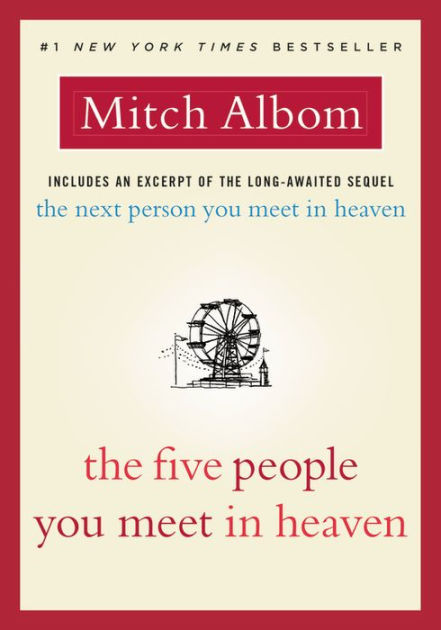 #1 NEW YORK TIMES BESTSELLER
Mitch Albom
INCLUDES AN EXCERPT OF THE LONG-AWAITED SEQUEL
the next person you meet in heaven
the five people
you meet in heaven